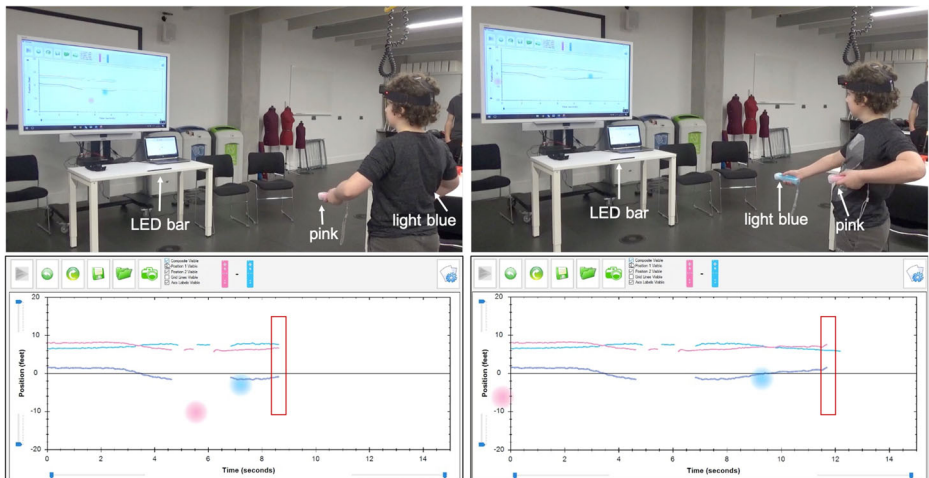 LED bar
pink
light blue
LED bar
light blue
pink
Composite Visible
Position 1 Visible
Position 2 Visible
Grid Lines Visible
Axis Labels Visible
-
20
10
0
-10
-20
Position (feet)
0 2 4 6 8 10 12 14
Time (seconds)
Composite Visible
Position 1 Visible
Position 2 Visible
Grid Lines Visible
Axis Labels Visible
-
20
10
0
-10
-20
Position (feet)
0 2 4 6 8 10 12 14
Time (seconds)